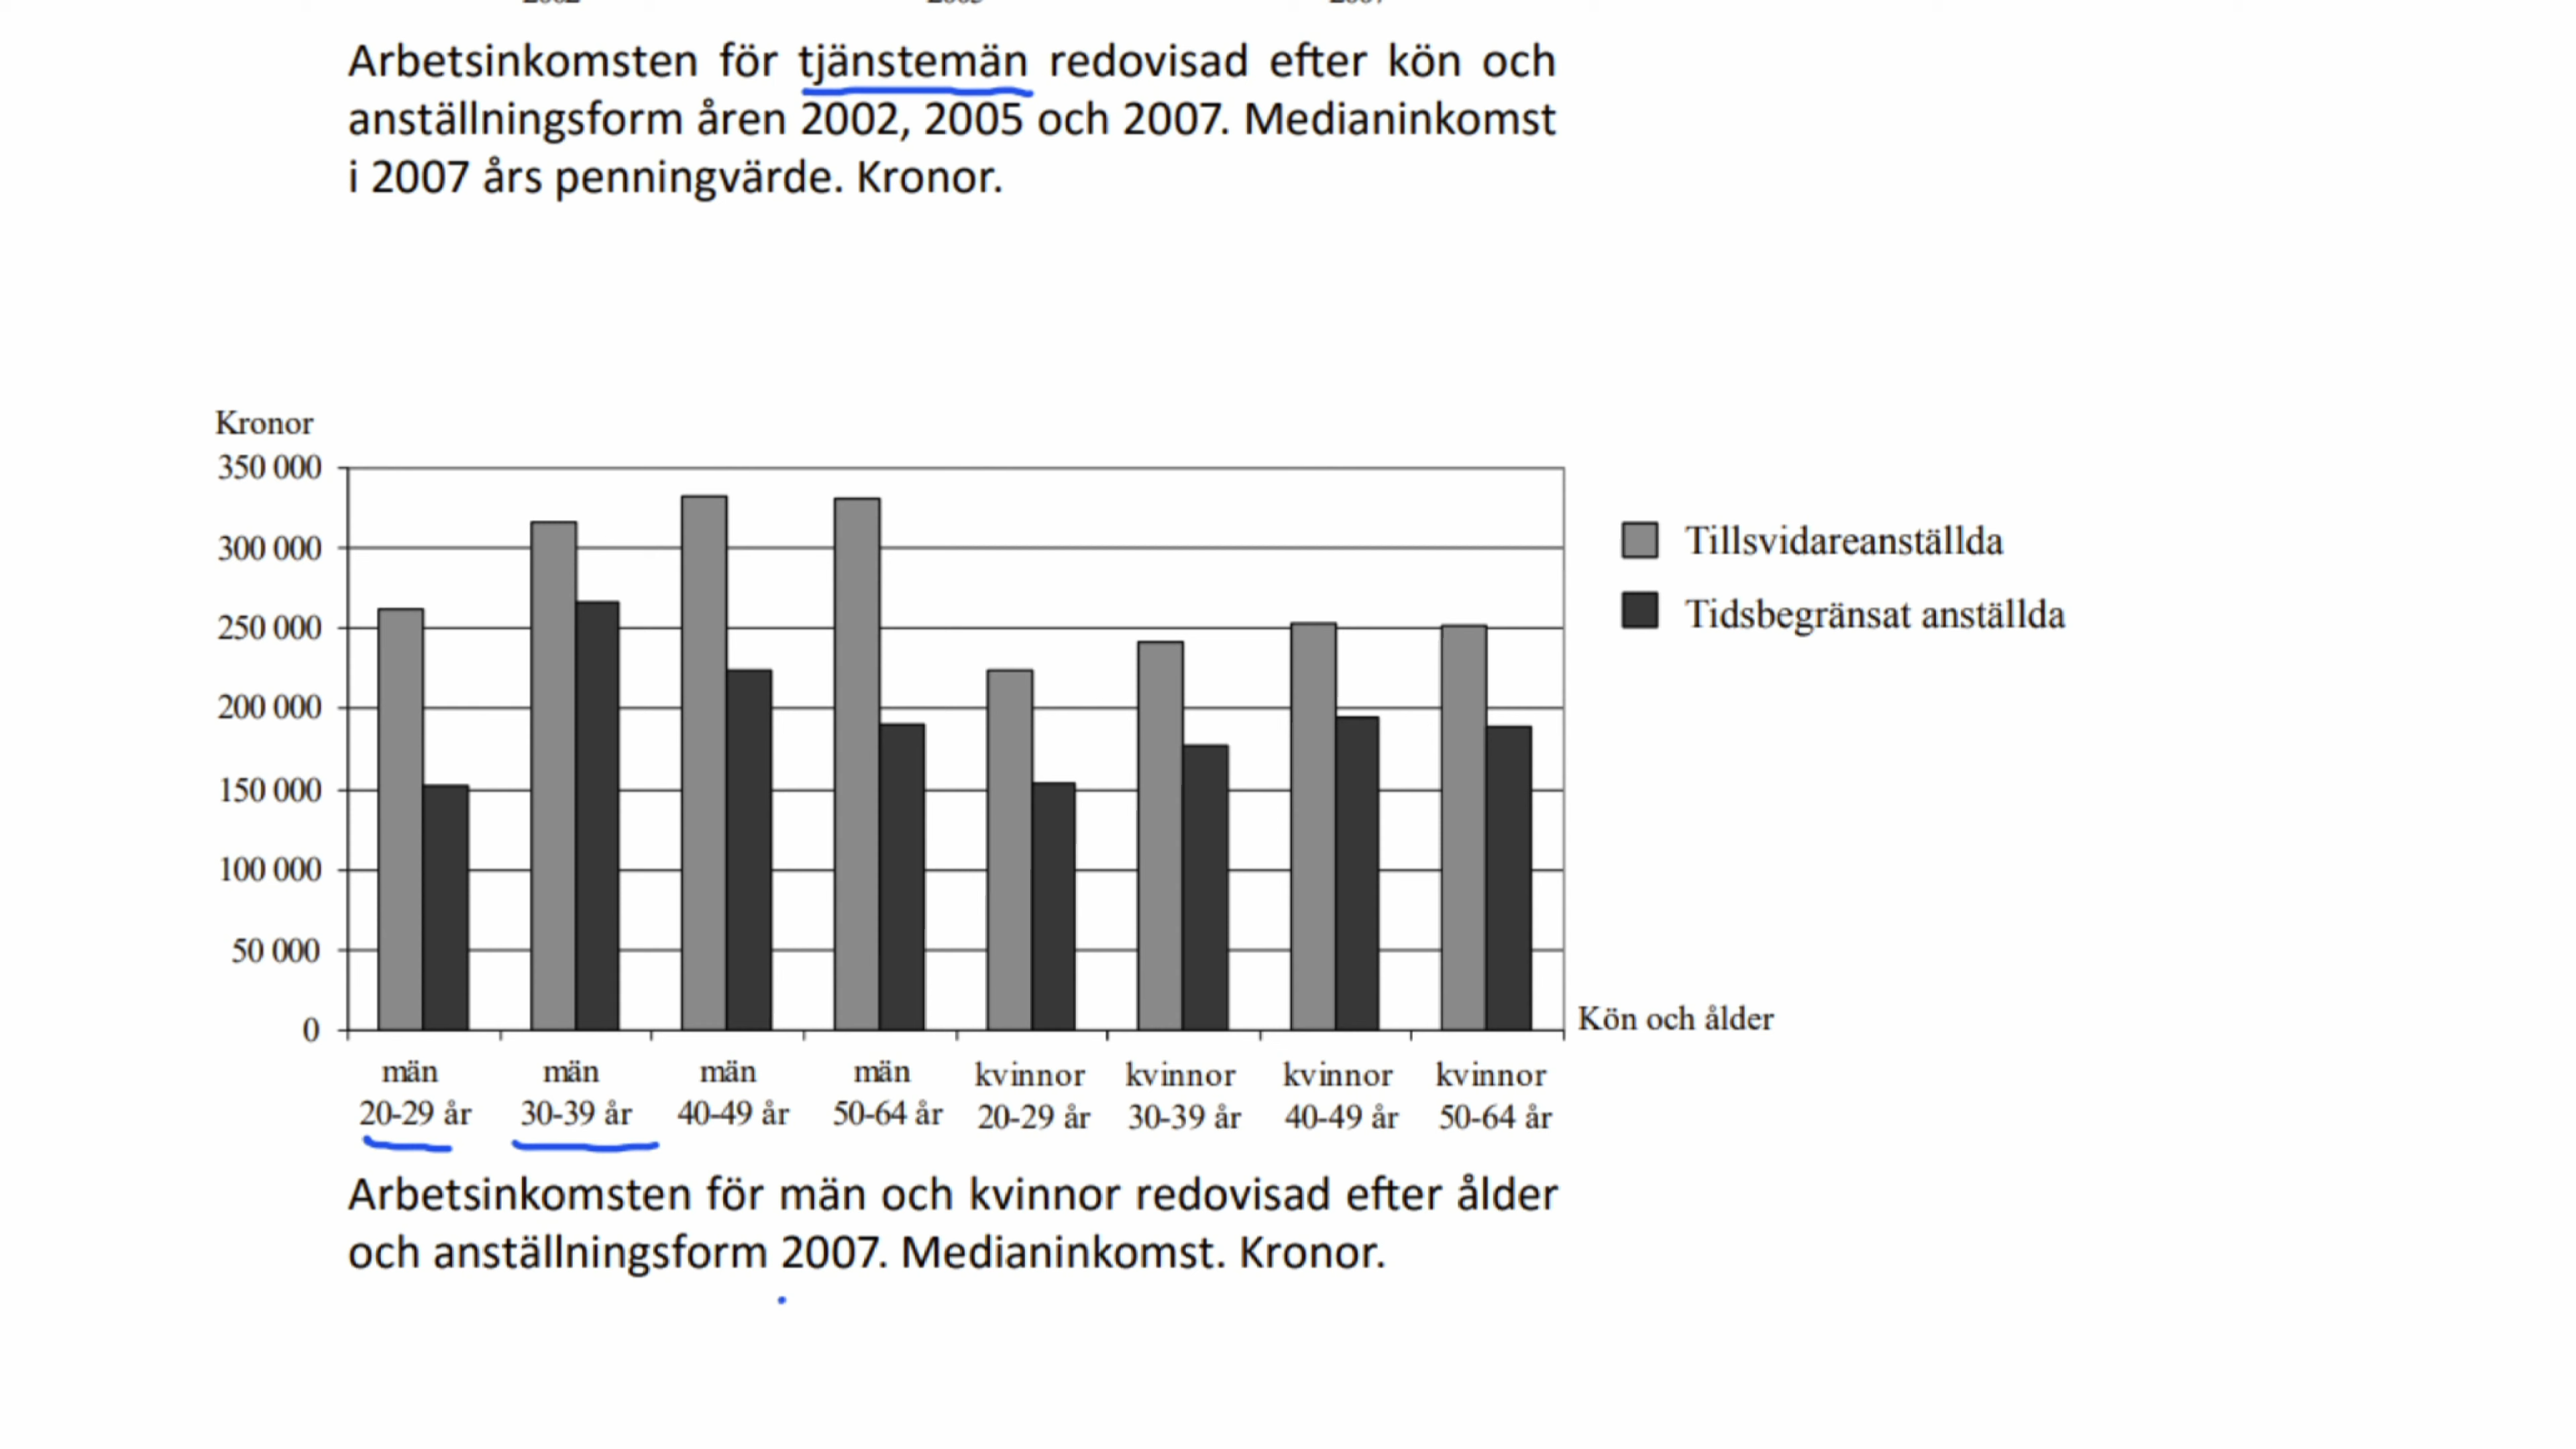 Arbetsinkomsten för tjänstemän redovisad efter kön och
anställningsform åren 2002, 2005 och 2007. Medianinkomst
i 2007 års penningvärde. Kronor.
Kronor
350 000
300 000
250 000
200 000
150 000
100 000
50 000
0
Tillsvidareanställda
Tidsbegränsat anställda
Kön och ålder
män män män män kvinnor kvinnor kvinnor kvinnor
20-29 år 30-39 år 40-49 år 50-64 år 20-29 år 30-39 år 40-49 år 50-64 år
Arbetsinkomsten för män och kvinnor redovisad efter ålder
och anställningsform 2007. Medianinkomst. Kronor.